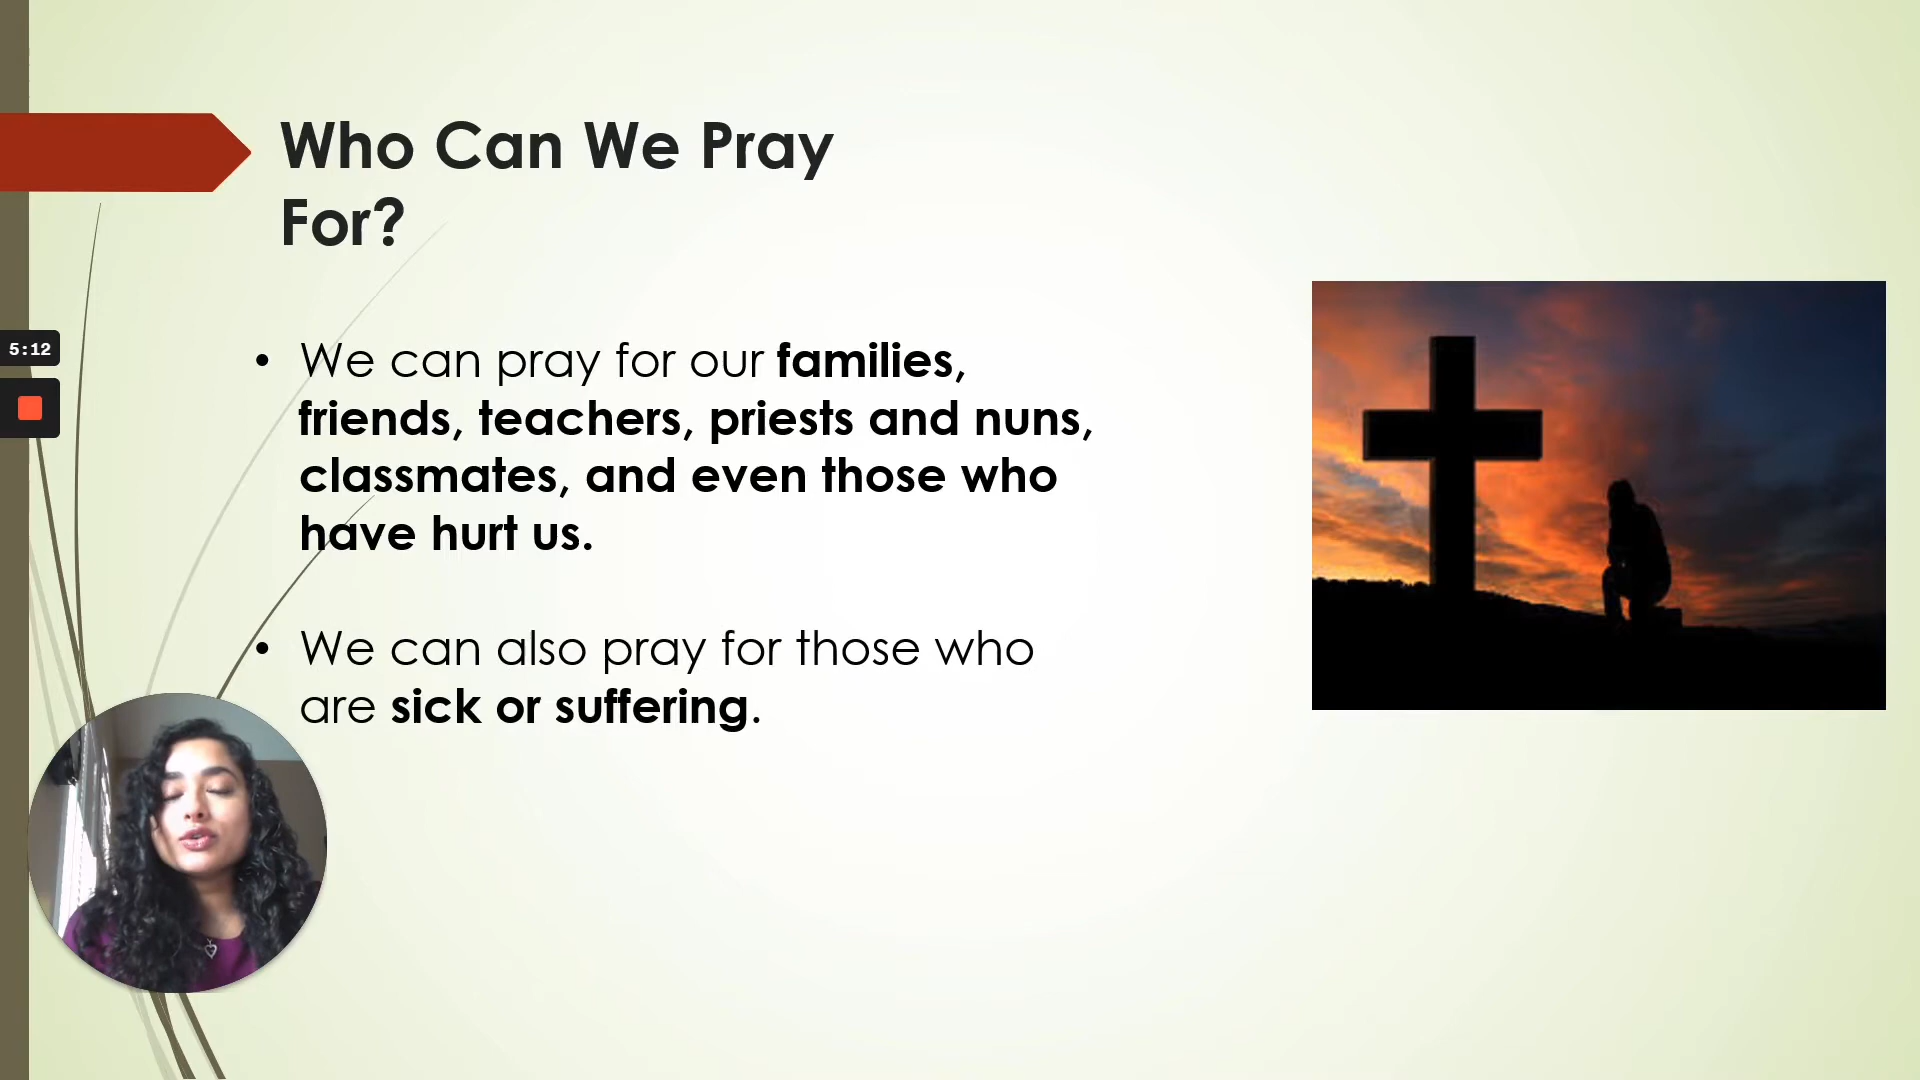 Who Can We Pray
For?
• We can pray for our families,
friends, teachers, priests and nuns,
classmates, and even those who
have hurt us.
• We can also pray for those who
are sick or suffering.
5:12